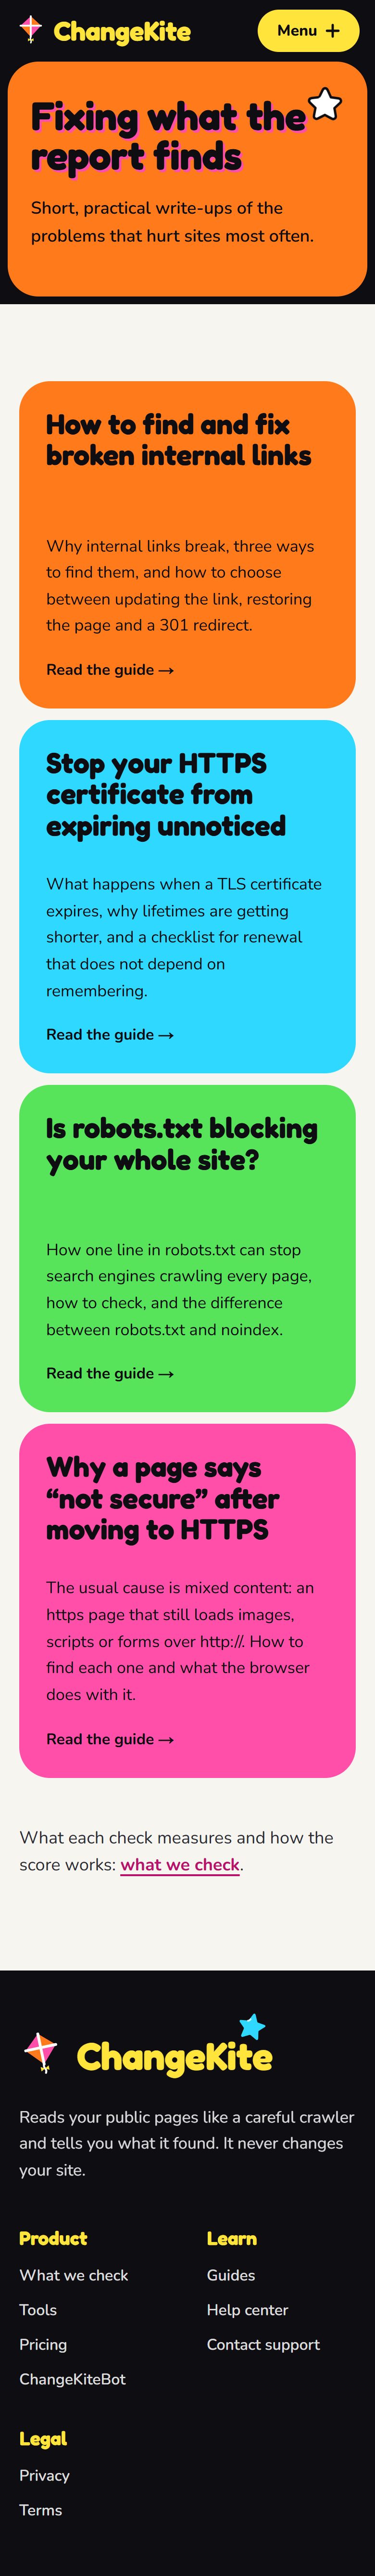 ChangeKite
Menu +
Fixing what the
report finds
Short, practical write-ups of the
problems that hurt sites most often.
How to find and fix
broken internal links
Why internal links break, three ways
to find them, and how to choose
between updating the link, restoring
the page and a 301 redirect.
Read the guide →
Stop your HTTPS
certificate from
expiring unnoticed
What happens when a TLS certificate
expires, why lifetimes are getting
shorter, and a checklist for renewal
that does not depend on
remembering.
Read the guide →
Is robots.txt blocking
your whole site?
How one line in robots.txt can stop
search engines crawling every page,
how to check, and the difference
between robots.txt and noindex.
Read the guide →
Why a page says
“not secure” after
moving to HTTPS
The usual cause is mixed content: an
https page that still loads images,
scripts or forms over http://. How to
find each one and what the browser
does with it.
Read the guide →
What each check measures and how the
score works: what we check.
ChangeKite
Reads your public pages like a careful crawler
and tells you what it found. It never changes
your site.
Product
What we check
Tools
Pricing
ChangeKiteBot
Learn
Guides
Help center
Contact support
Legal
Privacy
Terms